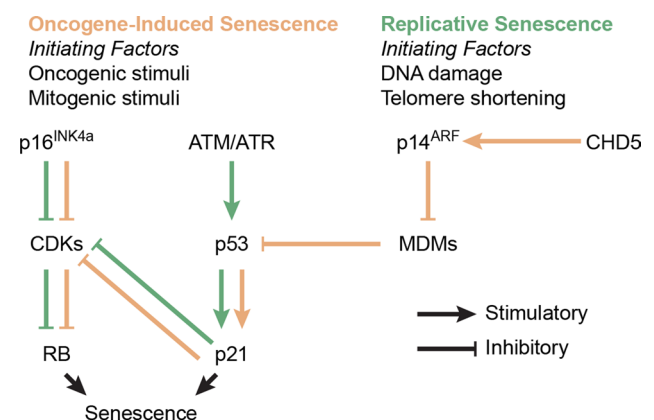 Oncogene-Induced Senescence
Initiating Factors
Oncogenic stimuli
Mitogenic stimuli
Replicative Senescence
Initiating Factors
DNA damage
Telomere shortening
p16INK4a
ATM/ATR
p14ARF
CHD5
CDKs
p53
MDMs
Stimulatory
Inhibitory
RB
p21
Senescence